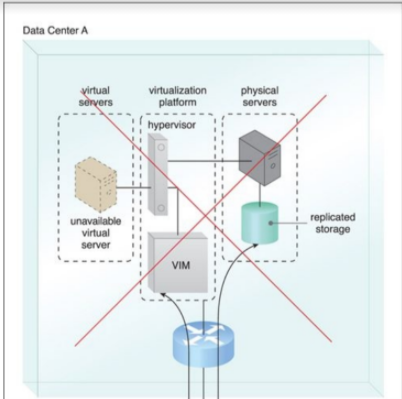 Data Center A
virtual
servers
virtualization
platform
physical
servers
hypervisor
unavailable
virtual
server
replicated
storage
VIM